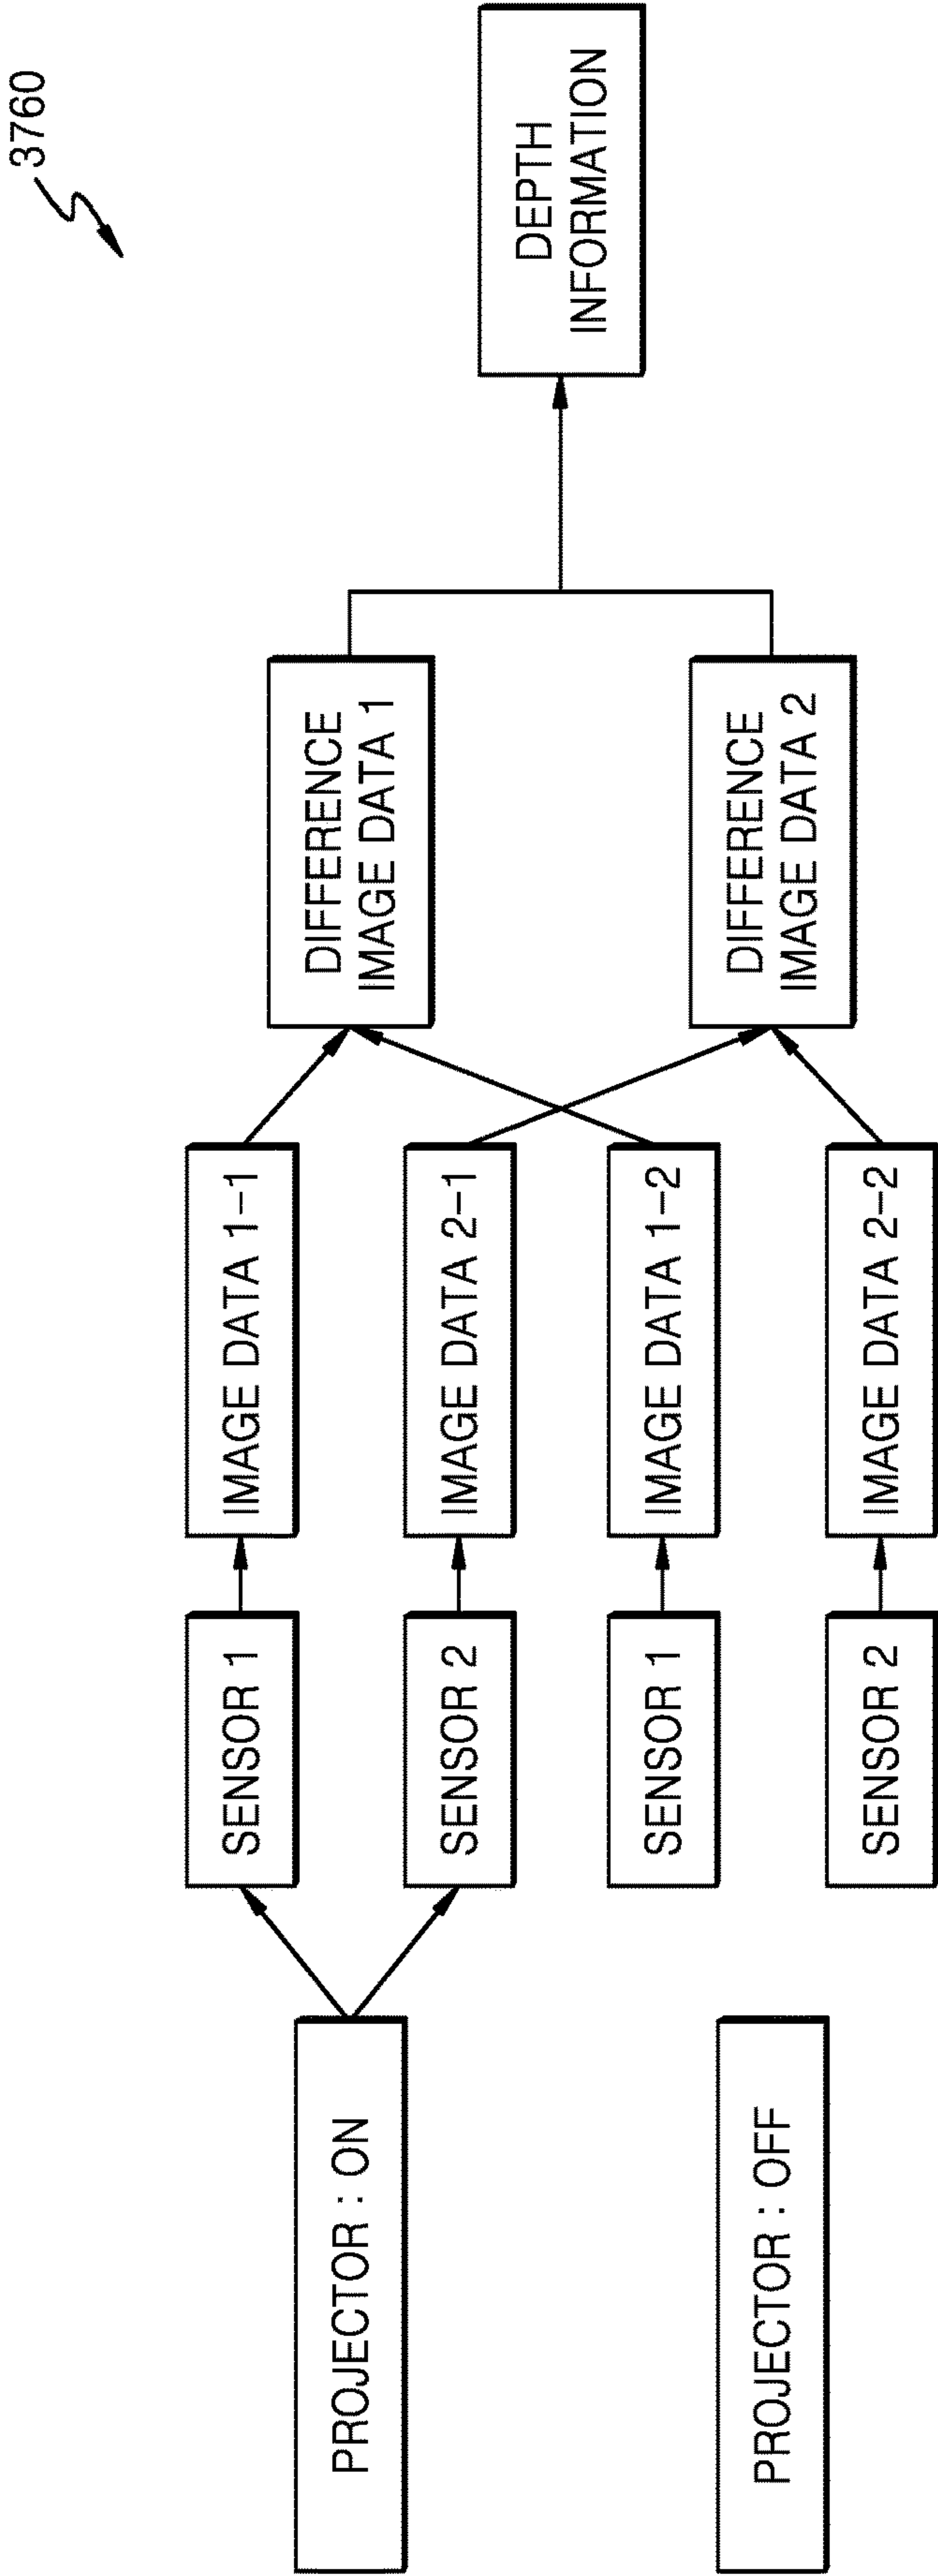 3760
PROJECTOR : ON
SENSOR 1
IMAGE DATA 1-1
SENSOR 2
IMAGE DATA 2-1
DIFFERENCE
IMAGE DATA 1
DEPTH
INFORMATION
PROJECTOR : OFF
SENSOR 1
IMAGE DATA 1-2
SENSOR 2
IMAGE DATA 2-2
DIFFERENCE
IMAGE DATA 2